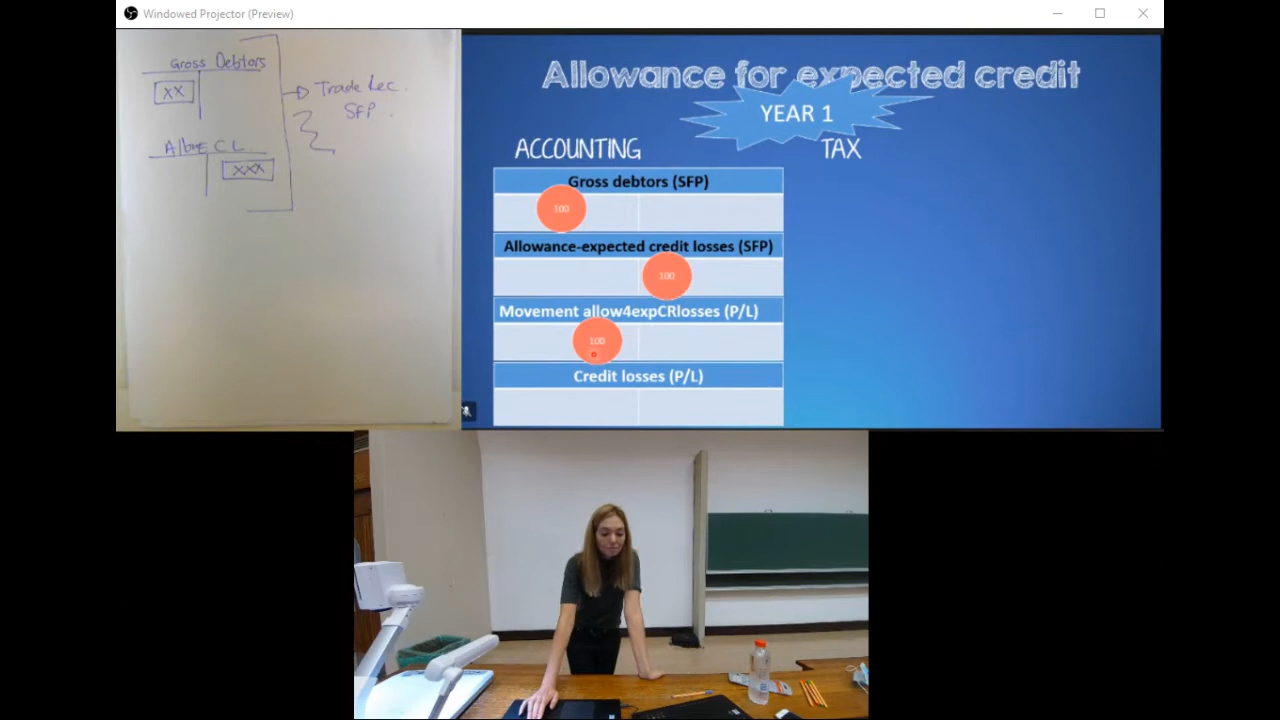 Windowed Projector (Preview)
Gross Debtors
XX
Trade Rec.
SFP.
C L.
XXX
Allowance for expected credit
YEAR 1
ACCOUNTING
TAX
Gross debtors (SFP)
100
Allowance-expected credit losses (SFP)
100
Movement allow4expCRlosses (P/L)
100
Credit losses (P/L)